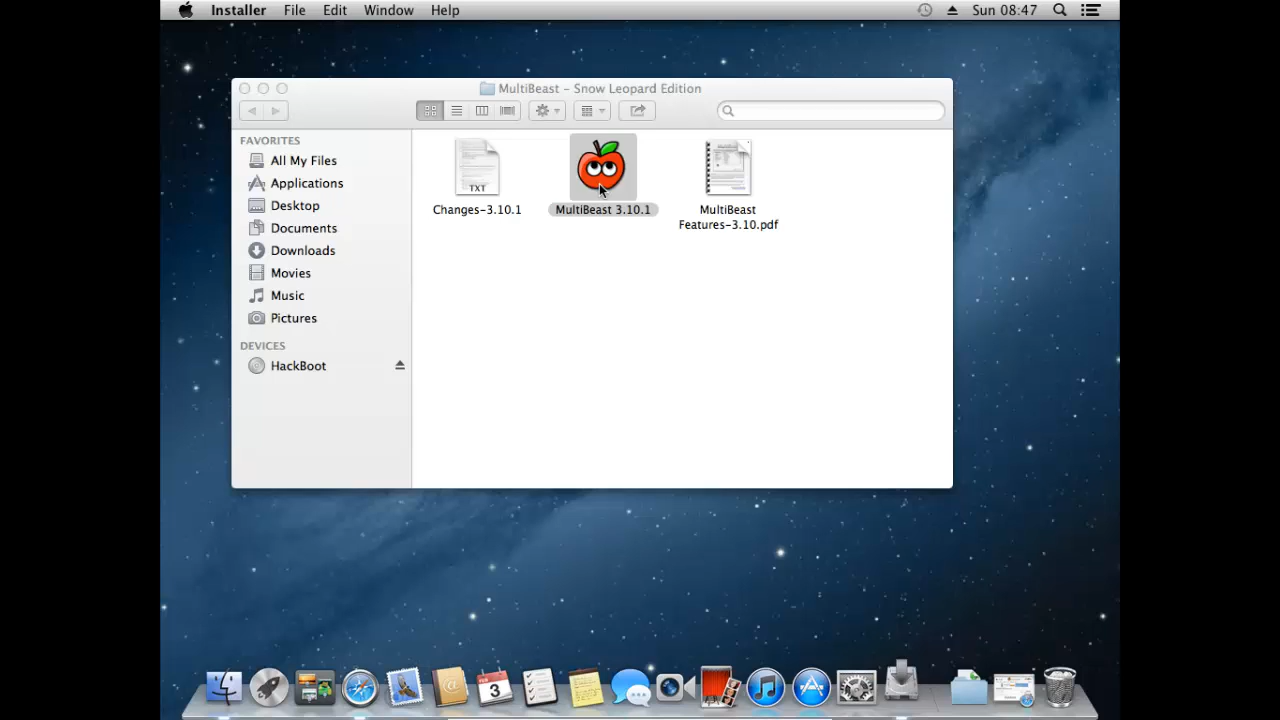 Installer File Edit Window Help Sun 08:47
MultiBeast – Snow Leopard Edition
FAVORITES
All My Files
Applications
Desktop
Documents
Downloads
Movies
Music
Pictures
DEVICES
HackBoot
TXT
Changes-3.10.1
MultiBeast 3.10.1
MultiBeast
Features-3.10.pdf
3